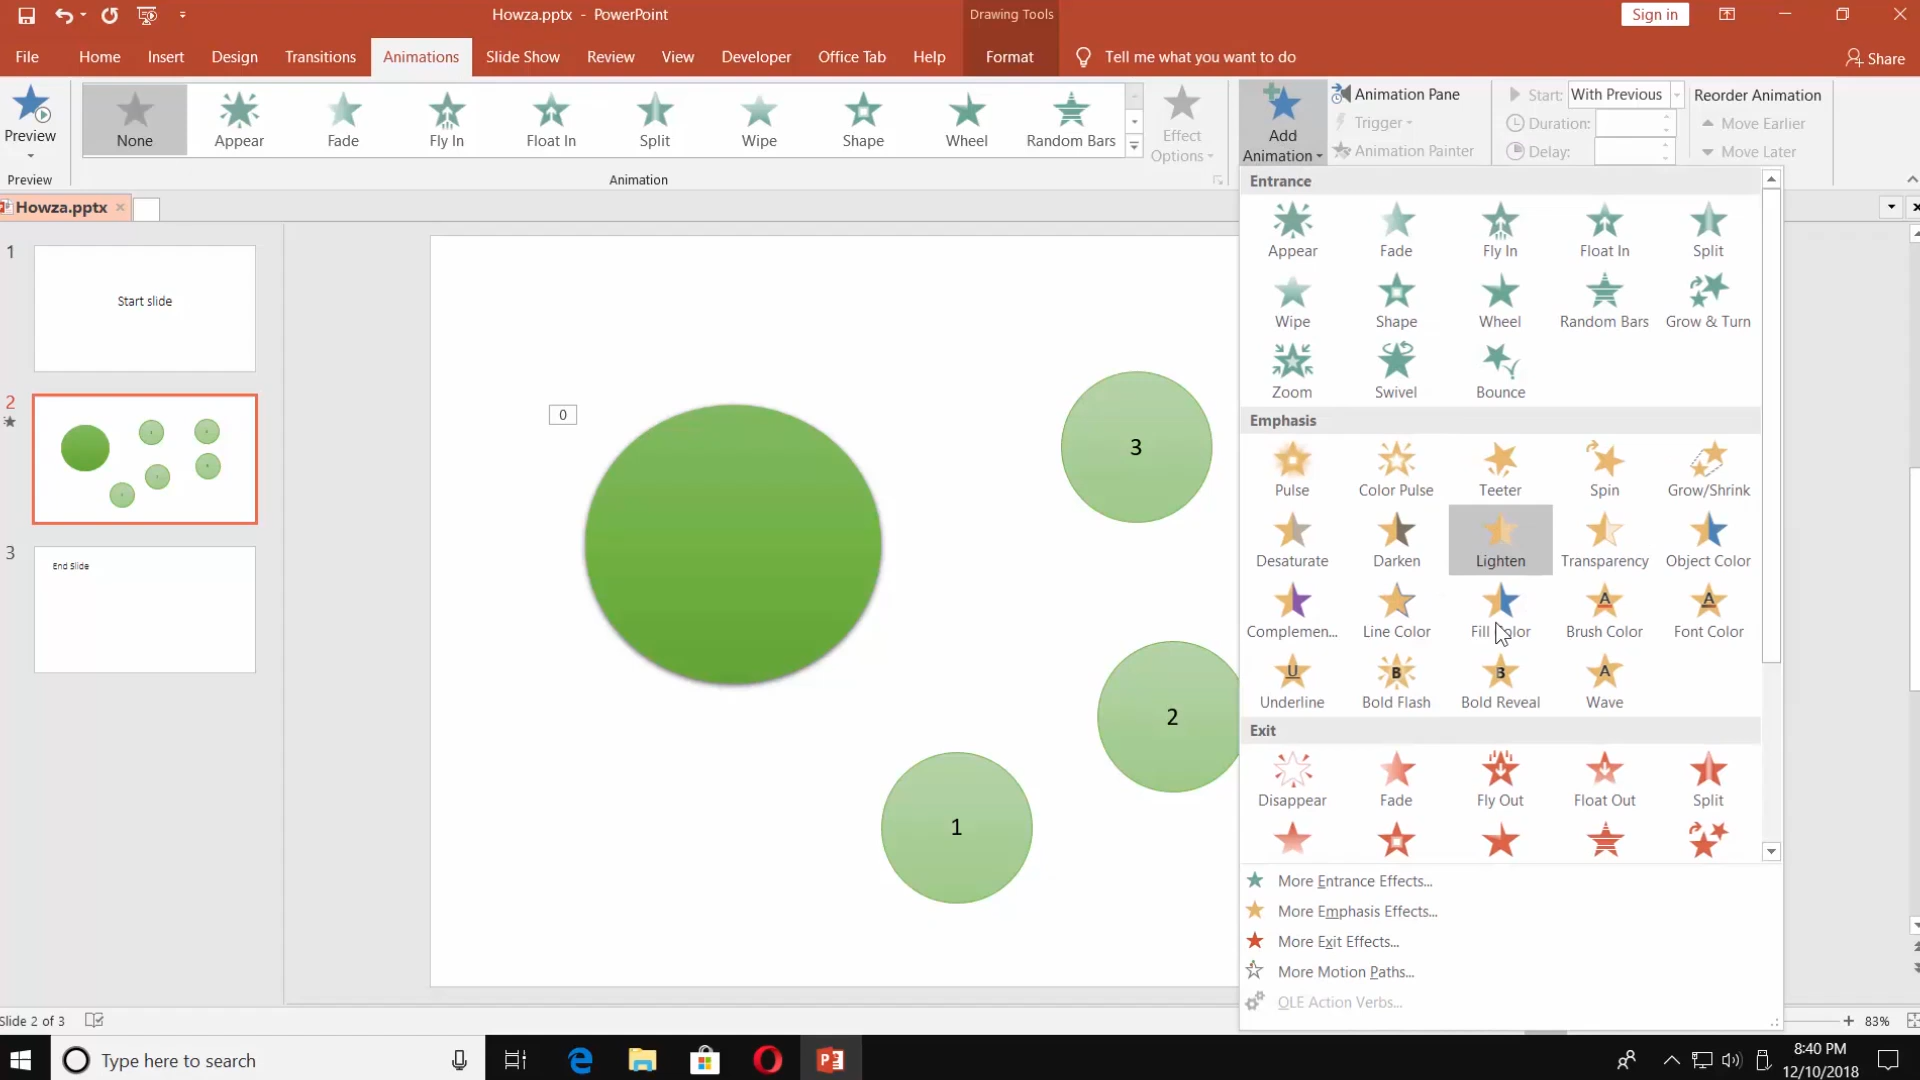 Howza.pptx - PowerPoint
Drawing Tools
Sign in
File
Home
Insert
Design
Transitions
Animations
Slide Show
Review
View
Developer
Office Tab
Help
Format
Tell me what you want to do
Share
Preview
None
Appear
Fade
Fly In
Float In
Split
Wipe
Shape
Wheel
Random Bars
Effect
Options
Add
Animation
Animation Pane
Trigger
Animation Painter
Start:
With Previous
Duration:
Delay:
Reorder Animation
Move Earlier
Move Later
Preview
Animation
Howza.pptx
1
Start slide
2
3
End Slide
0
3
2
1
Entrance
Appear
Fade
Fly In
Float In
Split
Wipe
Shape
Wheel
Random Bars
Grow & Turn
Zoom
Swivel
Bounce
Emphasis
Pulse
Color Pulse
Teeter
Spin
Grow/Shrink
Desaturate
Darken
Lighten
Transparency
Object Color
Complemen...
Line Color
Fill Color
Brush Color
Font Color
Underline
Bold Flash
Bold Reveal
Wave
Exit
Disappear
Fade
Fly Out
Float Out
Split
More Entrance Effects...
More Emphasis Effects...
More Exit Effects...
More Motion Paths...
OLE Action Verbs...
Slide 2 of 3
83%
Type here to search
8:40 PM
12/10/2018